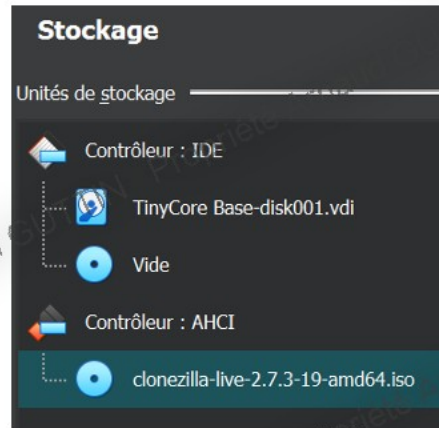 Stockage
Unités de stockage
Contrôleur : IDE
TinyCore Base-disk001.vdi
Vide
Contrôleur : AHCI
clonezilla-live-2.7.3-19-amd64.iso